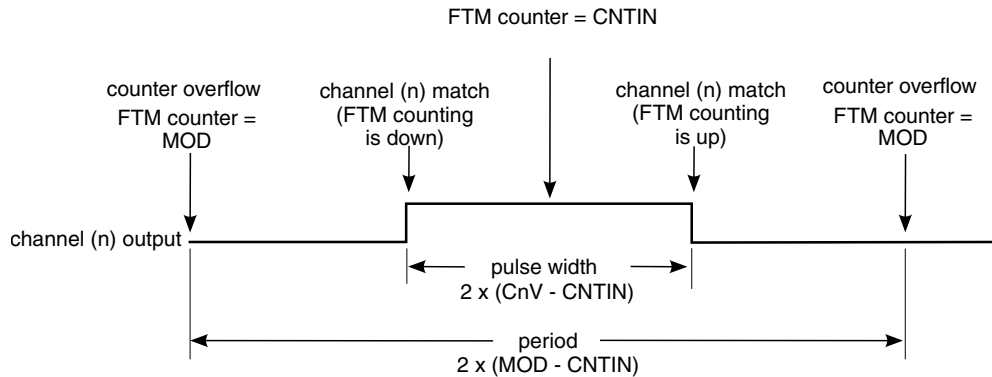 FTM counter = CNTIN
counter overflow
FTM counter =
MOD
channel (n) match
(FTM counting
is down)
channel (n) match
(FTM counting
is up)
counter overflow
FTM counter =
MOD
channel (n) output
pulse width
2 x (CnV - CNTIN)
period
2 x (MOD - CNTIN)